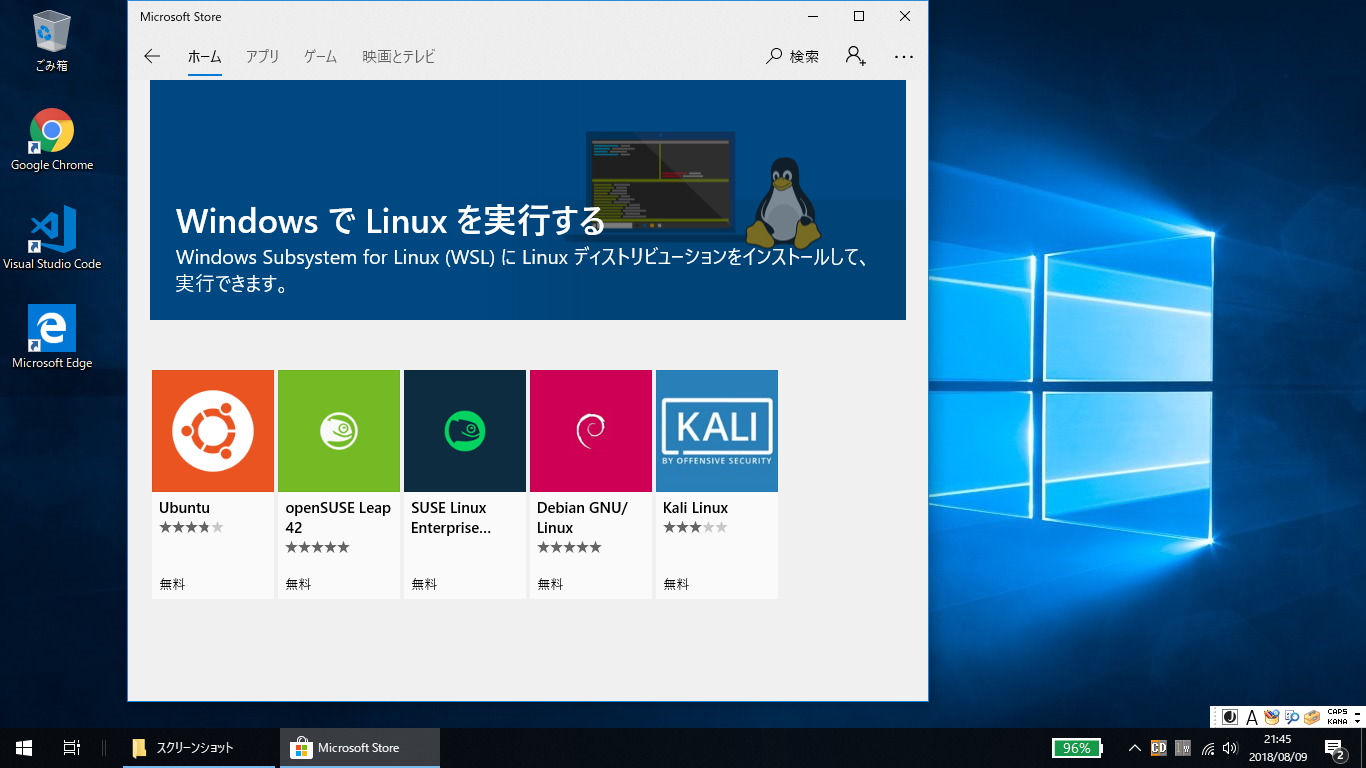 ごみ箱
Google Chrome
Visual Studio Code
Microsoft Edge
Microsoft Store
ホーム アプリ ゲーム 映画とテレビ 検索
Windows で Linux を実行する
Windows Subsystem for Linux (WSL) に Linux ディストリビューションをインストールして、
実行できます。
KALI
BY OFFENSIVE SECURITY
Ubuntu
無料
openSUSE Leap
42
無料
SUSE Linux
Enterprise...
無料
Debian GNU/
Linux
無料
Kali Linux
無料
A CAPS
KANA
スクリーンショット
Microsoft Store
96%
CD
21:45
2018/08/09
2